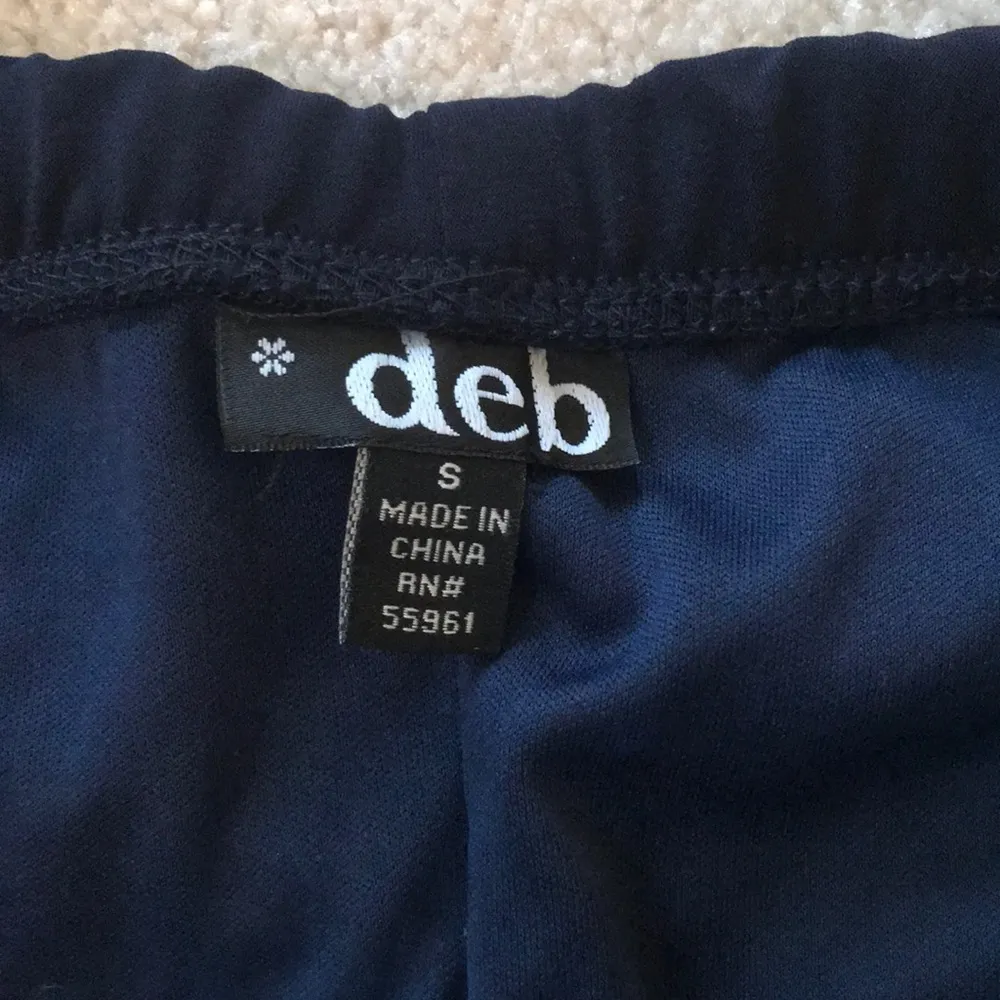 * deb
S
MADE IN
CHINA
RN#
55961